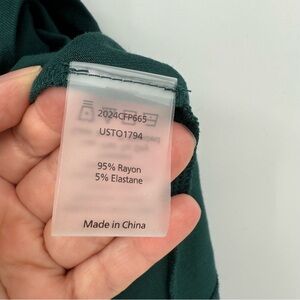 2024CFP665
USTO1794
95% Rayon
5% Elastane
Made in China